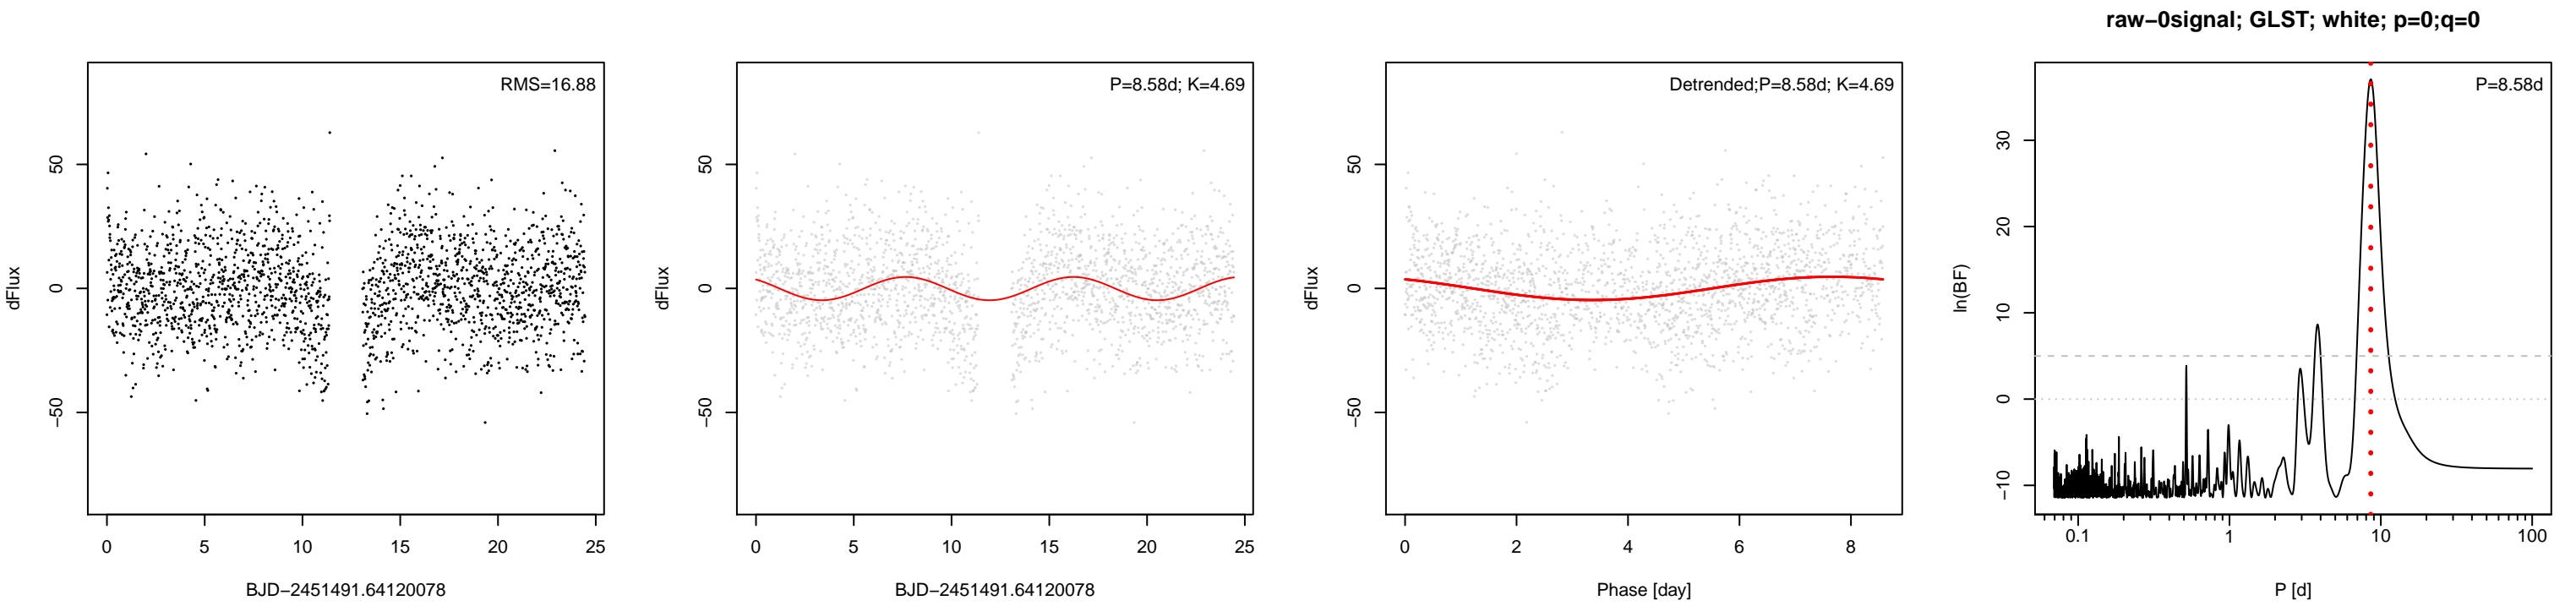 raw−0signal; GLST; white; p=0;q=0
RMS=16.88
dFlux
50
0
−50
0 5 10 15 20 25
BJD−2451491.64120078
P=8.58d; K=4.69
dFlux
50
0
−50
0 5 10 15 20 25
BJD−2451491.64120078
Detrended;P=8.58d; K=4.69
dFlux
50
0
−50
0 2 4 6 8
Phase [day]
P=8.58d
ln(BF)
30
20
10
0
−10
0.1 1 10 100
P [d]